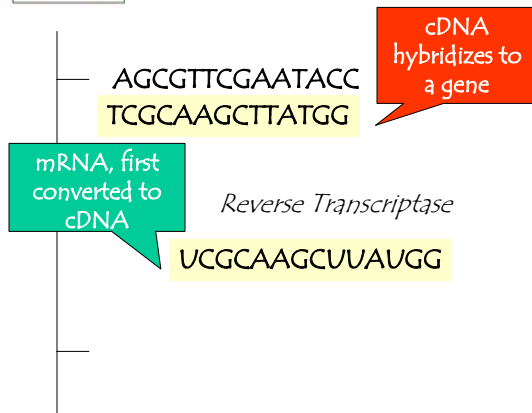 cDNA
hybridizes to
a gene
AGCGTTCGAATACC
TCGCAAGCTTATGG
mRNA, first
converted to
cDNA
Reverse Transcriptase
UCGCAAGCUUAUGG